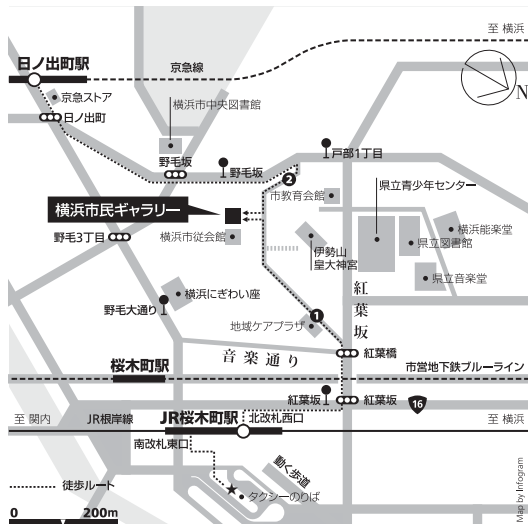 至 横浜
日ノ出町駅
京急線
N
京急ストア
横浜市中央図書館
日ノ出町
戸部1丁目
野毛坂
野毛坂
2
県立青少年センター
市教育会館
横浜市民ギャラリー
横浜能楽堂
野毛3丁目
横浜市従会館
県立図書館
伊勢山
皇大神宮
県立音楽堂
横浜にぎわい座
紅葉坂
野毛大通り
1
地域ケアプラザ
音楽通り
紅葉橋
桜木町駅
市営地下鉄ブルーライン
紅葉坂
紅葉坂
16
至 関内
JR根岸線
JR桜木町駅
北改札西口
至 横浜
南改札東口
動く歩道
徒歩ルート
タクシーのりば
0 200m
Map by Infogram